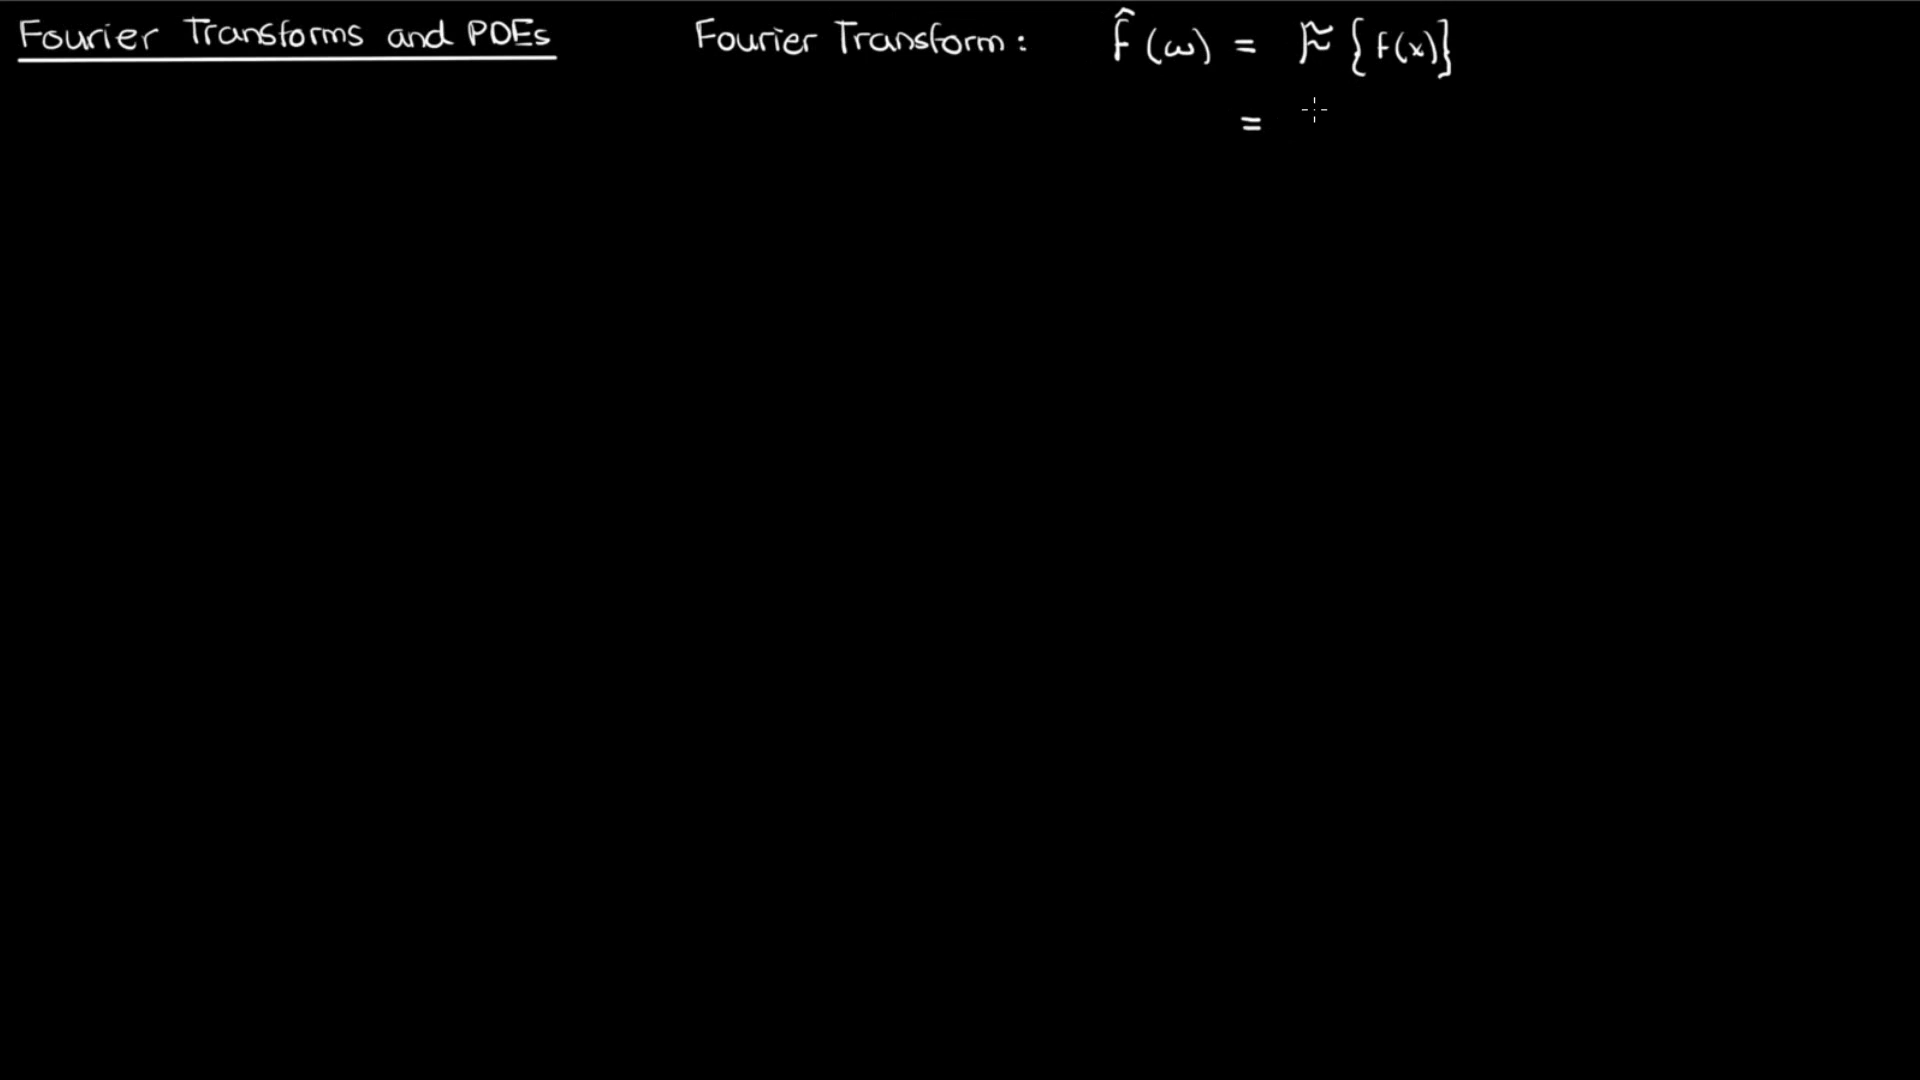 Fourier Transforms and PDEs
Fourier Transform: f̂(ω) = ℱ{f(x)}
=